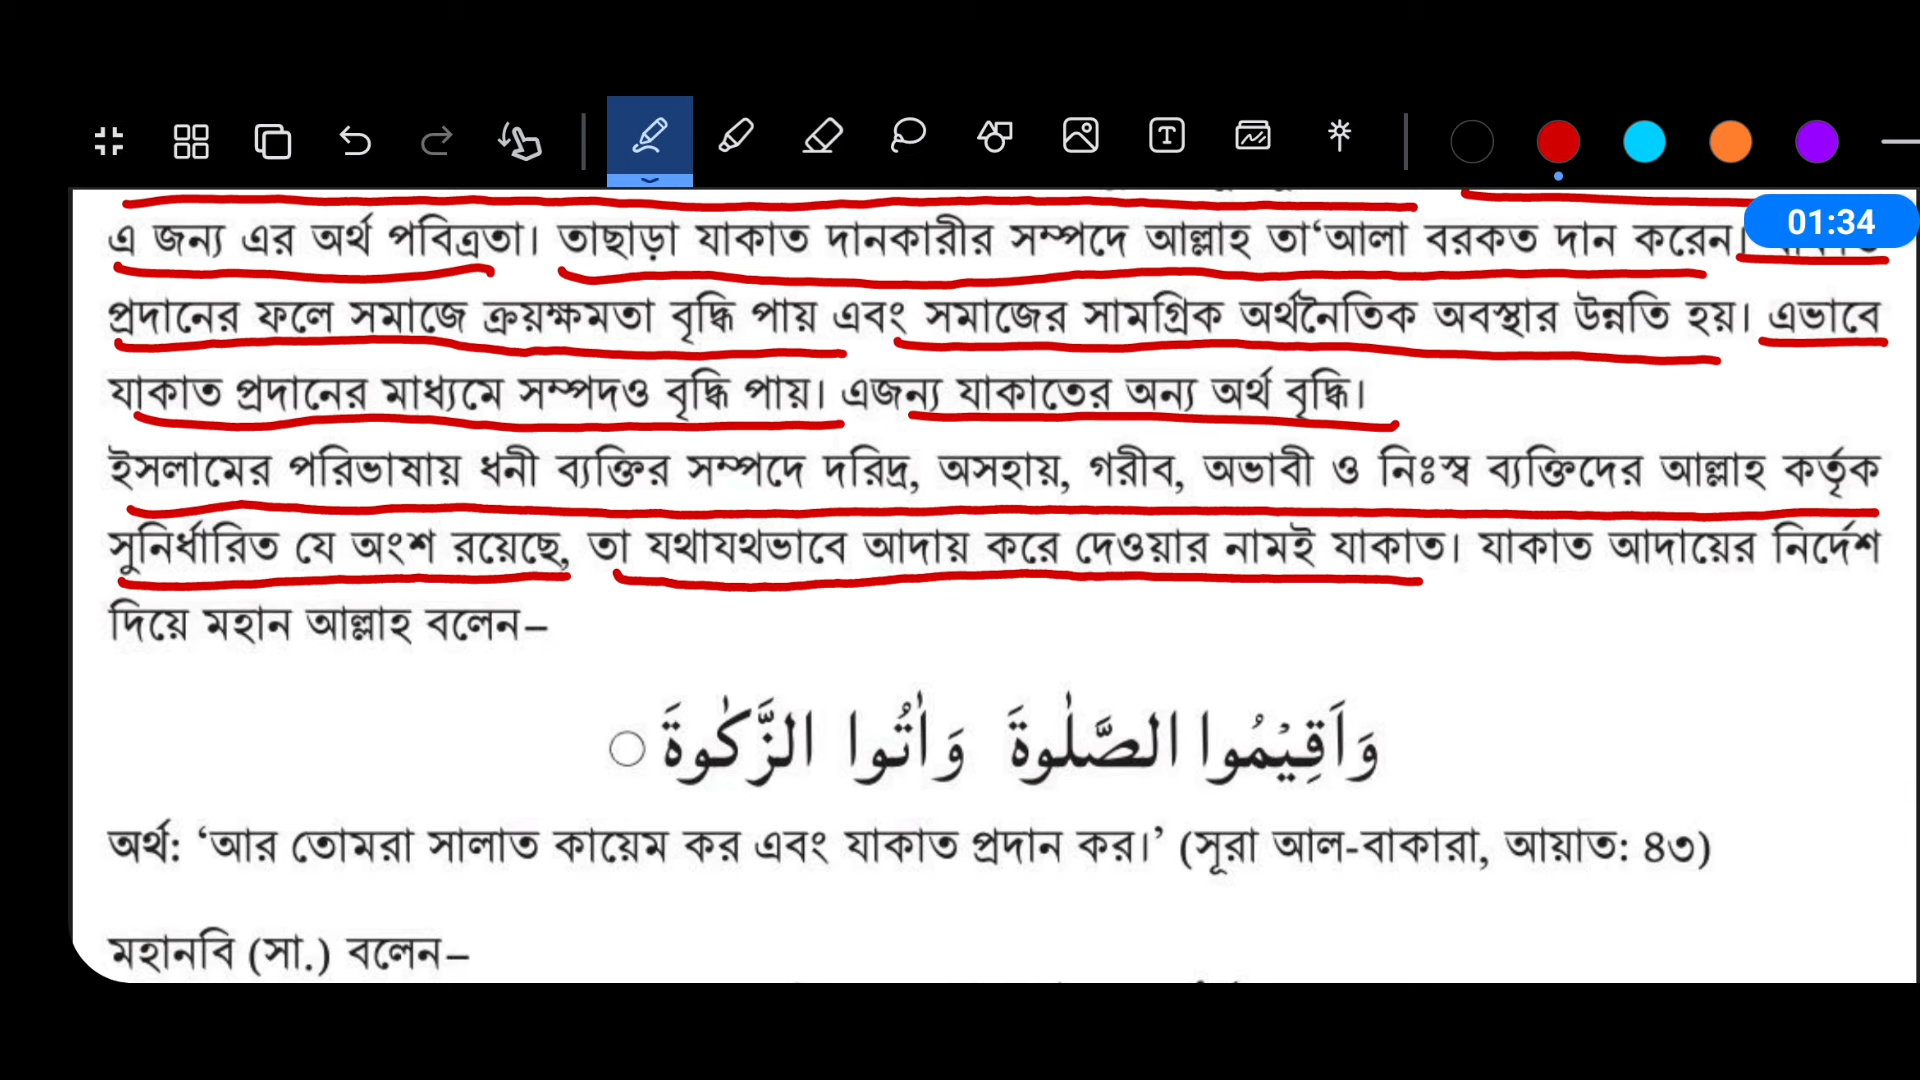 01:34
এ জন্য এর অর্থ পবিত্রতা। তাছাড়া যাকাত দানকারীর সম্পদে আল্লাহ তা‘আলা বরকত দান করেন।
প্রদানের ফলে সমাজে ক্রয়ক্ষমতা বৃদ্ধি পায় এবং সমাজের সামগ্রিক অর্থনৈতিক অবস্থার উন্নতি হয়। এভাবে
যাকাত প্রদানের মাধ্যমে সম্পদও বৃদ্ধি পায়। এজন্য যাকাতের অন্য অর্থ বৃদ্ধি।
ইসলামের পরিভাষায় ধনী ব্যক্তির সম্পদে দরিদ্র, অসহায়, গরীব, অভাবী ও নিঃস্ব ব্যক্তিদের আল্লাহ কর্তৃক
সুনির্ধারিত যে অংশ রয়েছে, তা যথাযথভাবে আদায় করে দেওয়ার নামই যাকাত। যাকাত আদায়ের নির্দেশ
দিয়ে মহান আল্লাহ বলেন–
وَاَقِيْمُوا الصَّلٰوةَ وَاٰتُوا الزَّكٰوةَ ○
অর্থ: ‘আর তোমরা সালাত কায়েম কর এবং যাকাত প্রদান কর।’ (সূরা আল-বাকারা, আয়াত: ৪৩)
মহানবি (সা.) বলেন–